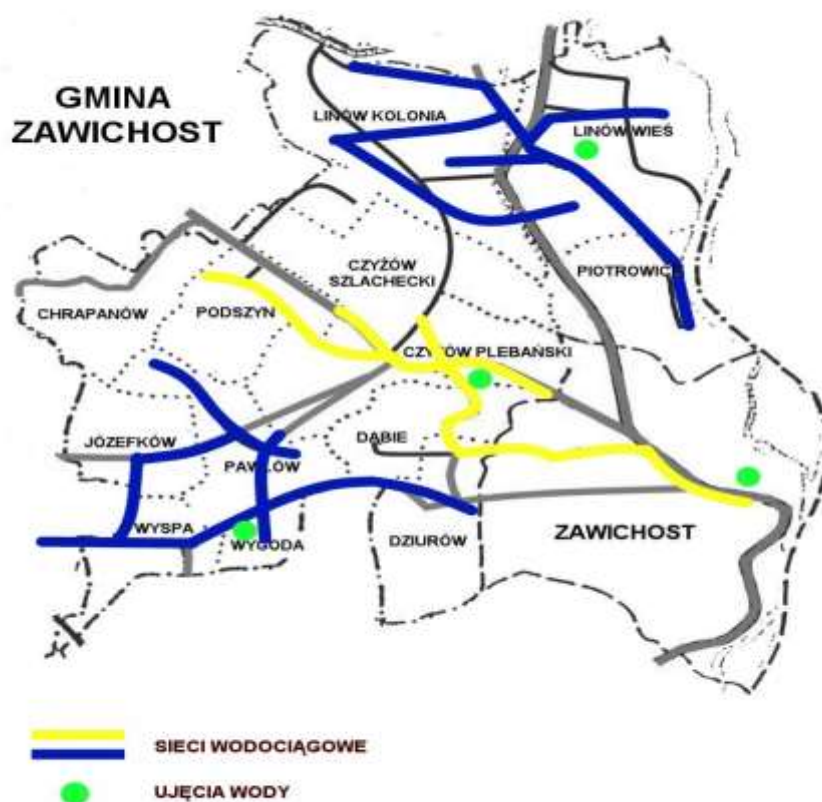 GMINA
ZAWICHOST
LINÓW KOLONIA
LINÓW WIEŚ
CZYŻÓW
SZLACHECKI
PIOTROWICE
CHRAPANÓW
PODSZYN
CZYŻÓW PLEBAŃSKI
JÓZEFKÓW
DĄBIE
PAWŁÓW
WYSPA
WYGODA
DZIURÓW
ZAWICHOST
SIECI WODOCIĄGOWE
UJĘCIA WODY